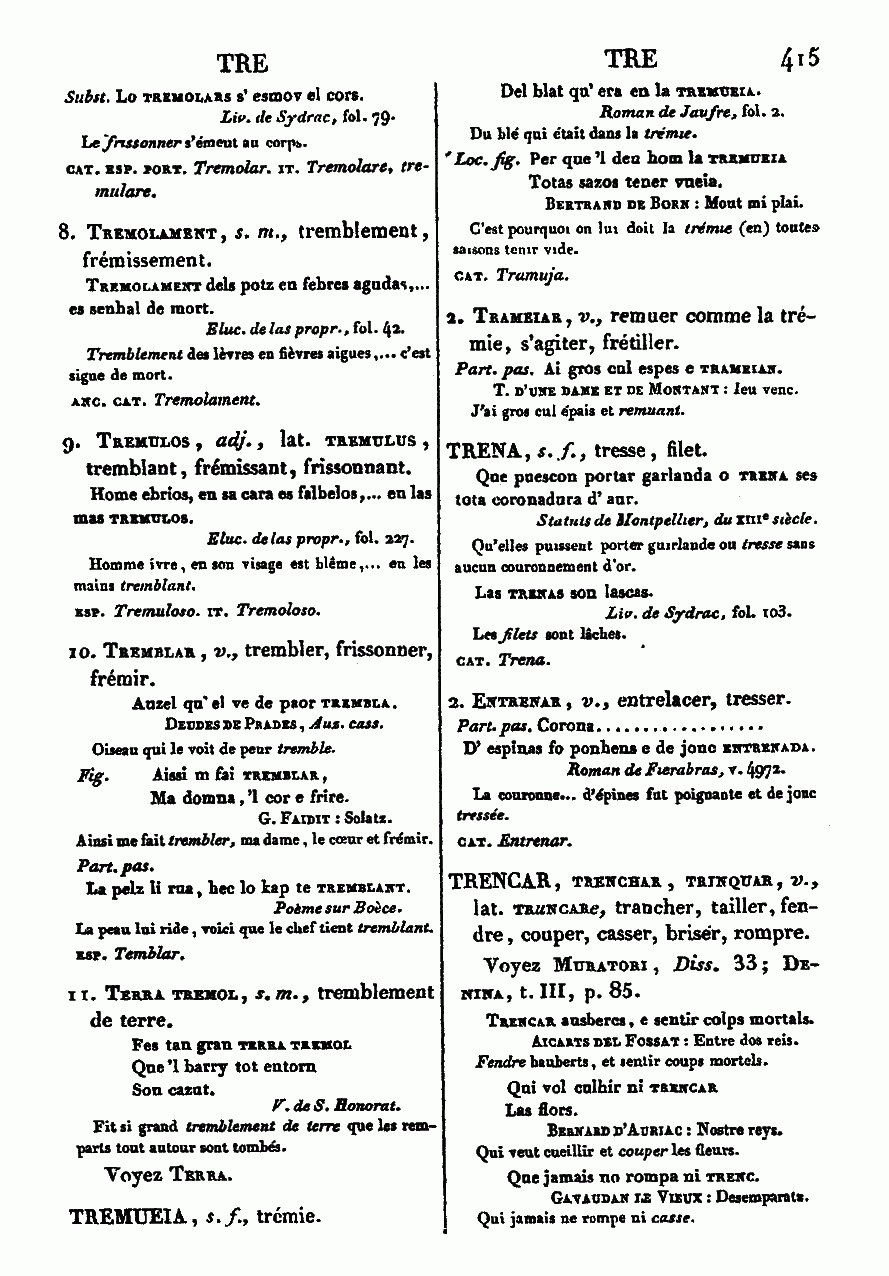 TRE
TRE 415
Subst. Lo TREMOLARS s' esmov el cors.
Liv. de Sydrac, fol. 79.
Le frissonner s'émeut au corps.
CAT. ESP. PORT. Tremolar. IT. Tremolare, tre-
mulare.
8. TREMOLAMENT, s. m., tremblement,
frémissement.
TREMOLAMENT dels potz en febres agudas,...
es senhal de mort.
Eluc. de las propr., fol. 42.
Tremblement des lèvres en fièvres aigues,... c'est
signe de mort.
ANC. CAT. Tremolament.
9. TREMULOS, adj., lat. TREMULUS,
tremblant, frémissant, frissonnant.
Home ebrios, en sa cara es falbelos,... en las
mas TREMULOS.
Eluc. de las propr., fol. 227.
Homme ivre, en son visage est blême,... en les
mains tremblant.
ESP. Tremuloso. IT. Tremoloso.
10. TREMBLAR, v., trembler, frissonner,
frémir.
Auzel qu' el ve de paor TREMBLA.
DEUDES DE PRADES, Aus. cass.
Oiseau qui le voit de peur tremble.
Fig. Aissi m fai TREMBLAR,
Ma domna, 'l cor e frire.
G. FAIDIT : Solatz.
Ainsi me fait trembler, ma dame, le cœur et frémir.
Part. pas.
La pelz li rua, hec lo kap te TREMBLANT.
Poème sur Boèce.
La peau lui ride, voici que le chef tient tremblant.
ESP. Temblar.
11. TERRA TREMOL, s. m., tremblement
de terre.
Fes tan gran TERRA TREMOL
Que 'l barry tot entorn
Son cazut.
V. de S. Honorat.
Fit si grand tremblement de terre que les rem-
parts tout autour sont tombés.
Voyez TERRA.
TREMUEIA, s. f., trémie.
Del blat qu' era en la TREMUEIA.
Roman de Jaufre, fol. 2.
Du blé qui était dans la trémie.
Loc. fig. Per que 'l deu hom la TREMUEIA
Totas sazos tener vueia.
BERTRAND DE BORN : Mout mi plai.
C'est pourquoi on lui doit la trémie (en) toutes
saisons tenir vide.
CAT. Tramuja.
2. TRAMEIAR, v., remuer comme la tré-
mie, s'agiter, frétiller.
Part. pas. Ai gros cul espes e TRAMEIAN.
T. D'UNE DAME ET DE MONTANT : Ieu venc.
J'ai gros cul épais et remuant.
TRENA, s. f., tresse, filet.
Que puescon portar garlanda o TRENA ses
tota coronadura d' aur.
Statuts de Montpellier, du XIIIe siècle.
Qu'elles puissent porter guirlande ou tresse sans
aucun couronnement d'or.
Las TRENAS son lascas.
Liv. de Sydrac, fol. 103.
Les filets sont lâches.
CAT. Trena.
2. ENTRENAR, v., entrelacer, tresser.
Part. pas. Corona..................
D' espinas fo ponhens e de jonc ENTRENADA.
Roman de Fierabras, v. 4972.
La couronne... d'épines fut poignante et de jonc
tressée.
CAT. Entrenar.
TRENCAR, TRENCHAR, TRINQUAR, v.,
lat. TRUNCARe, trancher, tailler, fen-
dre, couper, casser, briser, rompre.
Voyez MURATORI, Diss. 33; DE-
NINA, t. III, p. 85.
TRENCAR ausbercs, e sentir colps mortals.
AICARTS DEL FOSSAT : Entre dos reis.
Fendre hauberts, et sentir coups mortels.
Qui vol culhir ni TRENCAR
Las flors.
BERNARD D'AURIAC : Nostre reys.
Qui veut cueillir et couper les fleurs.
Que jamais no rompa ni TRENC.
GAVAUDAN LE VIEUX : Desemparatz.
Qui jamais ne rompe ni casse.